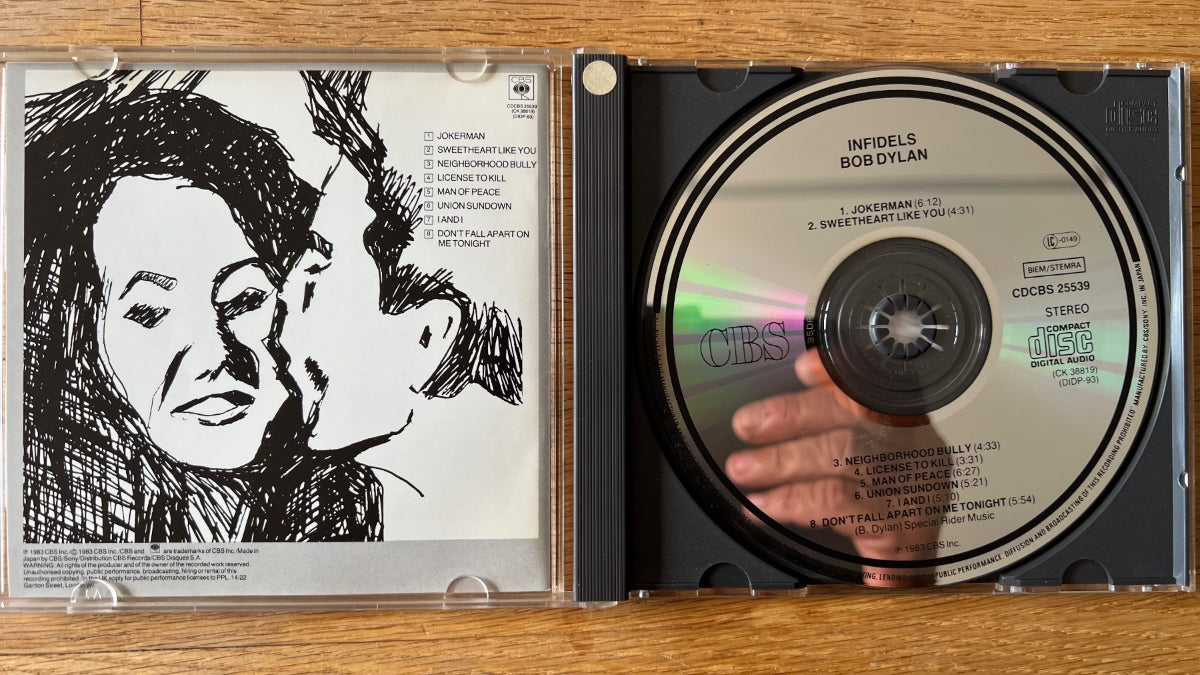 CBS
CDCBS 25539
(CK 38819)
(DIDP-93)
1 JOKERMAN
2 SWEETHEART LIKE YOU
3 NEIGHBORHOOD BULLY
4 LICENSE TO KILL
5 MAN OF PEACE
6 UNION SUNDOWN
7 I AND I
8 DON'T FALL APART ON
ME TONIGHT
℗ 1983 CBS Inc./© 1983 CBS Inc./CBS and are trademarks of CBS Inc./Made in
Japan by CBS/Sony/Distribution CBS Records/CBS Disques S.A.
WARNING: All rights of the producer and of the owner of the recorded work reserved.
Unauthorised copying, public performance, broadcasting, hiring or rental of this
recording prohibited. In the UK apply for public performance licenses to PPL, 14/22
Ganton Street, London
COMPACT
disc
DIGITAL AUDIO
INFIDELS
BOB DYLAN
1. JOKERMAN (6:12)
2. SWEETHEART LIKE YOU (4:31)
LC -0149
BIEM/STEMRA
CDCBS 25539
STEREO
COMPACT
disc
DIGITAL AUDIO
(CK 38819)
(DIDP-93)
CBS
3. NEIGHBORHOOD BULLY (4:33)
4. LICENSE TO KILL (3:31)
5. MAN OF PEACE (6:27)
6. UNION SUNDOWN (5:21)
7. I AND I (5:10)
8. DON'T FALL APART ON ME TONIGHT (5:54)
(B. Dylan) Special Rider Music
℗ 1983 CBS Inc.
LENDING PUBLIC PERFORMANCE, DIFFUSION AND BROADCASTING OF THIS RECORDING PROHIBITED MANUFACTURED BY CBS/SONY INC. IN JAPAN